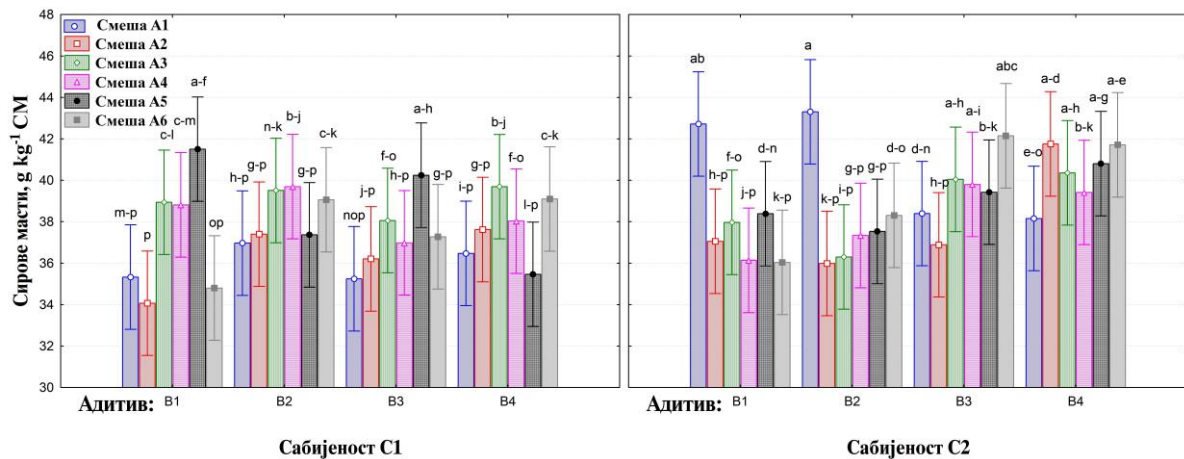 Сирове масти, g kg-1 СМ
48
46
44
42
40
38
36
34
32
30
Смеша А1
Смеша А2
Смеша А3
Смеша А4
Смеша А5
Смеша А6
m-p p c-l c-m a-f op
h-p g-p n-k b-j g-p c-k
nop j-p f-o h-p a-h g-p
i-p g-p b-j f-o l-p c-k
ab h-p f-o j-p d-n k-p
a k-p i-p g-p g-p d-o
d-n h-p a-h a-i b-k abc
e-o a-d a-h b-k a-g a-e
Адитив: B1 B2 B3 B4
Адитив: B1 B2 B3 B4
Сабијеност С1
Сабијеност С2